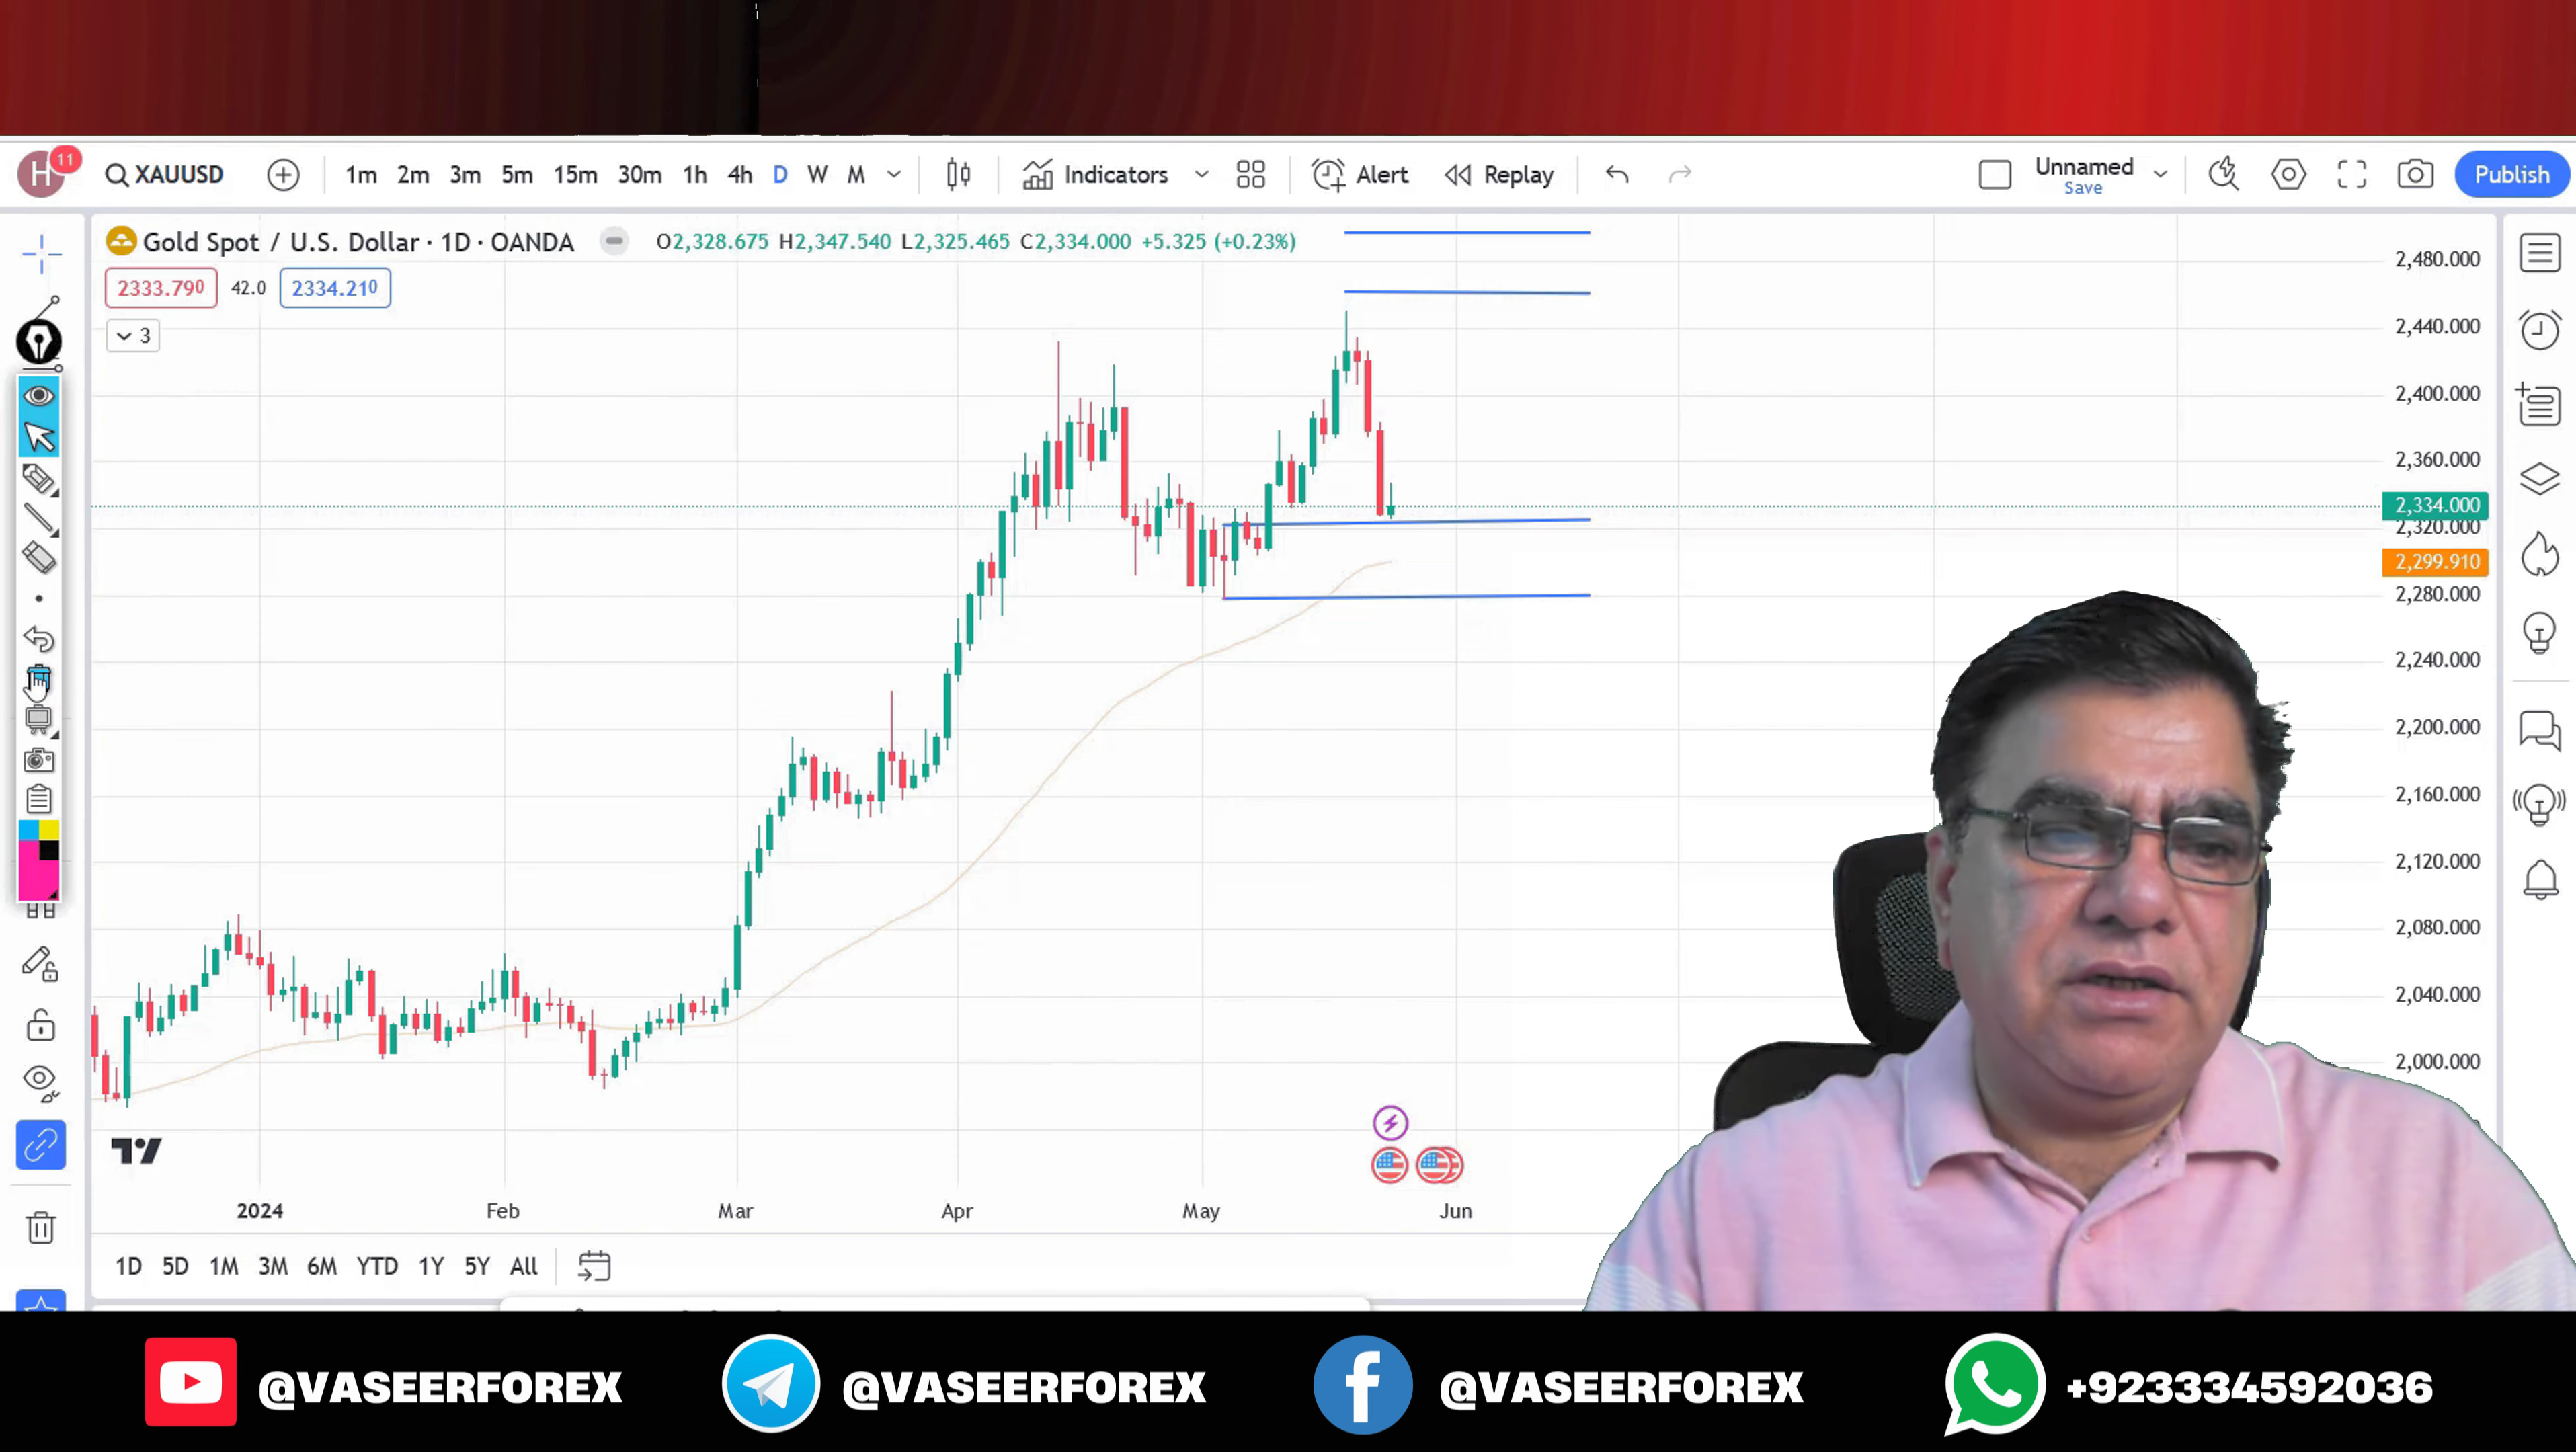 H 11 XAUUSD 1m 2m 3m 5m 15m 30m 1h 4h D W M Indicators Alert Replay Unnamed Save Publish
Gold Spot / U.S. Dollar · 1D · OANDA O2,328.675 H2,347.540 L2,325.465 C2,334.000 +5.325 (+0.23%)
2333.790 42.0 2334.210
3
2,480.000
2,440.000
2,400.000
2,360.000
2,334.000
2,320.000
2,299.910
2,280.000
2,240.000
2,200.000
2,160.000
2,120.000
2,080.000
2,040.000
2,000.000
2024 Feb Mar Apr May Jun
1D 5D 1M 3M 6M YTD 1Y 5Y All
@VASEERFOREX @VASEERFOREX @VASEERFOREX +923334592036